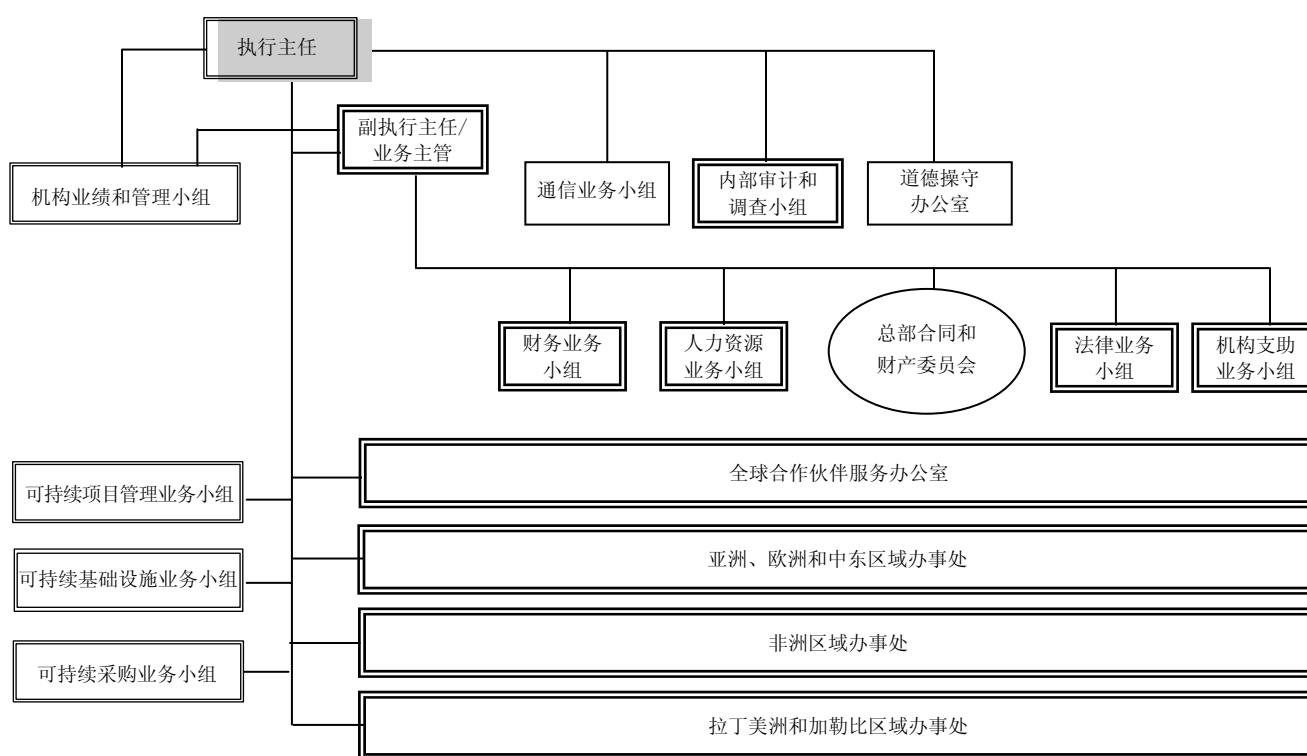 执行主任
副执行主任/
业务主管
机构业绩和管理小组
通信业务小组
内部审计和
调查小组
道德操守
办公室
财务业务
小组
人力资源
业务小组
总部合同和
财产委员会
法律业务
小组
机构支助
业务小组
全球合作伙伴服务办公室
可持续项目管理业务小组
亚洲、欧洲和中东区域办事处
可持续基础设施业务小组
非洲区域办事处
可持续采购业务小组
拉丁美洲和加勒比区域办事处